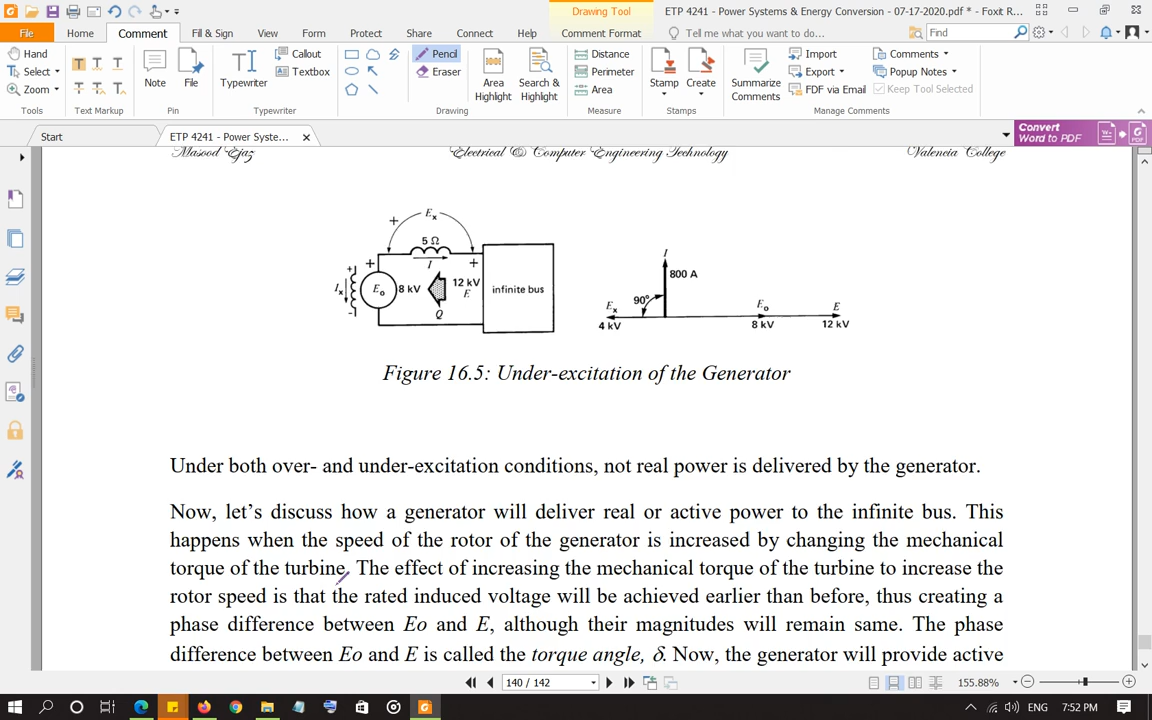 ETP 4241 - Power Systems & Energy Conversion - 07-17-2020.pdf * - Foxit R...
Drawing Tool
File Home Comment Fill & Sign View Form Protect Share Connect Help Comment Format Tell me what you want to do... Find
Hand
Select
Zoom
Tools
T T T
T T T
Text Markup
Note
File
Pin
Typewriter
Callout
Textbox
Typewriter
Pencil
Eraser
Drawing
Area
Highlight
Search &
Highlight
Distance
Perimeter
Area
Measure
Stamp
Create
Stamps
Summarize
Comments
Import
Export
FDF via Email
Comments
Popup Notes
Keep Tool Selected
Manage Comments
Start
ETP 4241 - Power Syste...
Convert
Word to PDF
Masood Ejaz Electrical & Computer Engineering Technology Valencia College
+ Ex
5 Ω
+ I +
Ix + - Eo 8 kV 12 kV
E
Q
infinite bus
I
800 A
90°
Ex Eo E
4 kV 8 kV 12 kV
Figure 16.5: Under-excitation of the Generator
Under both over- and under-excitation conditions, not real power is delivered by the generator.
Now, let's discuss how a generator will deliver real or active power to the infinite bus. This
happens when the speed of the rotor of the generator is increased by changing the mechanical
torque of the turbine. The effect of increasing the mechanical torque of the turbine to increase the
rotor speed is that the rated induced voltage will be achieved earlier than before, thus creating a
phase difference between Eo and E, although their magnitudes will remain same. The phase
difference between Eo and E is called the torque angle, δ. Now, the generator will provide active
140 / 142
155.88%
ENG 7:52 PM